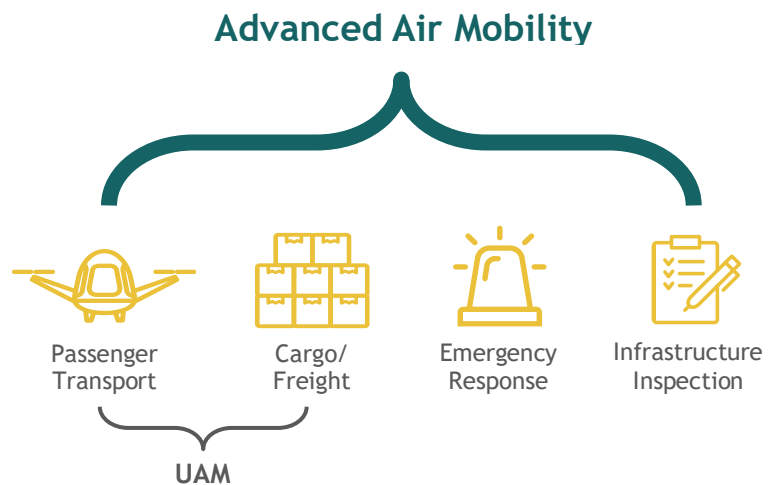 Advanced Air Mobility
Passenger
Transport
Cargo/
Freight
Emergency
Response
Infrastructure
Inspection
UAM